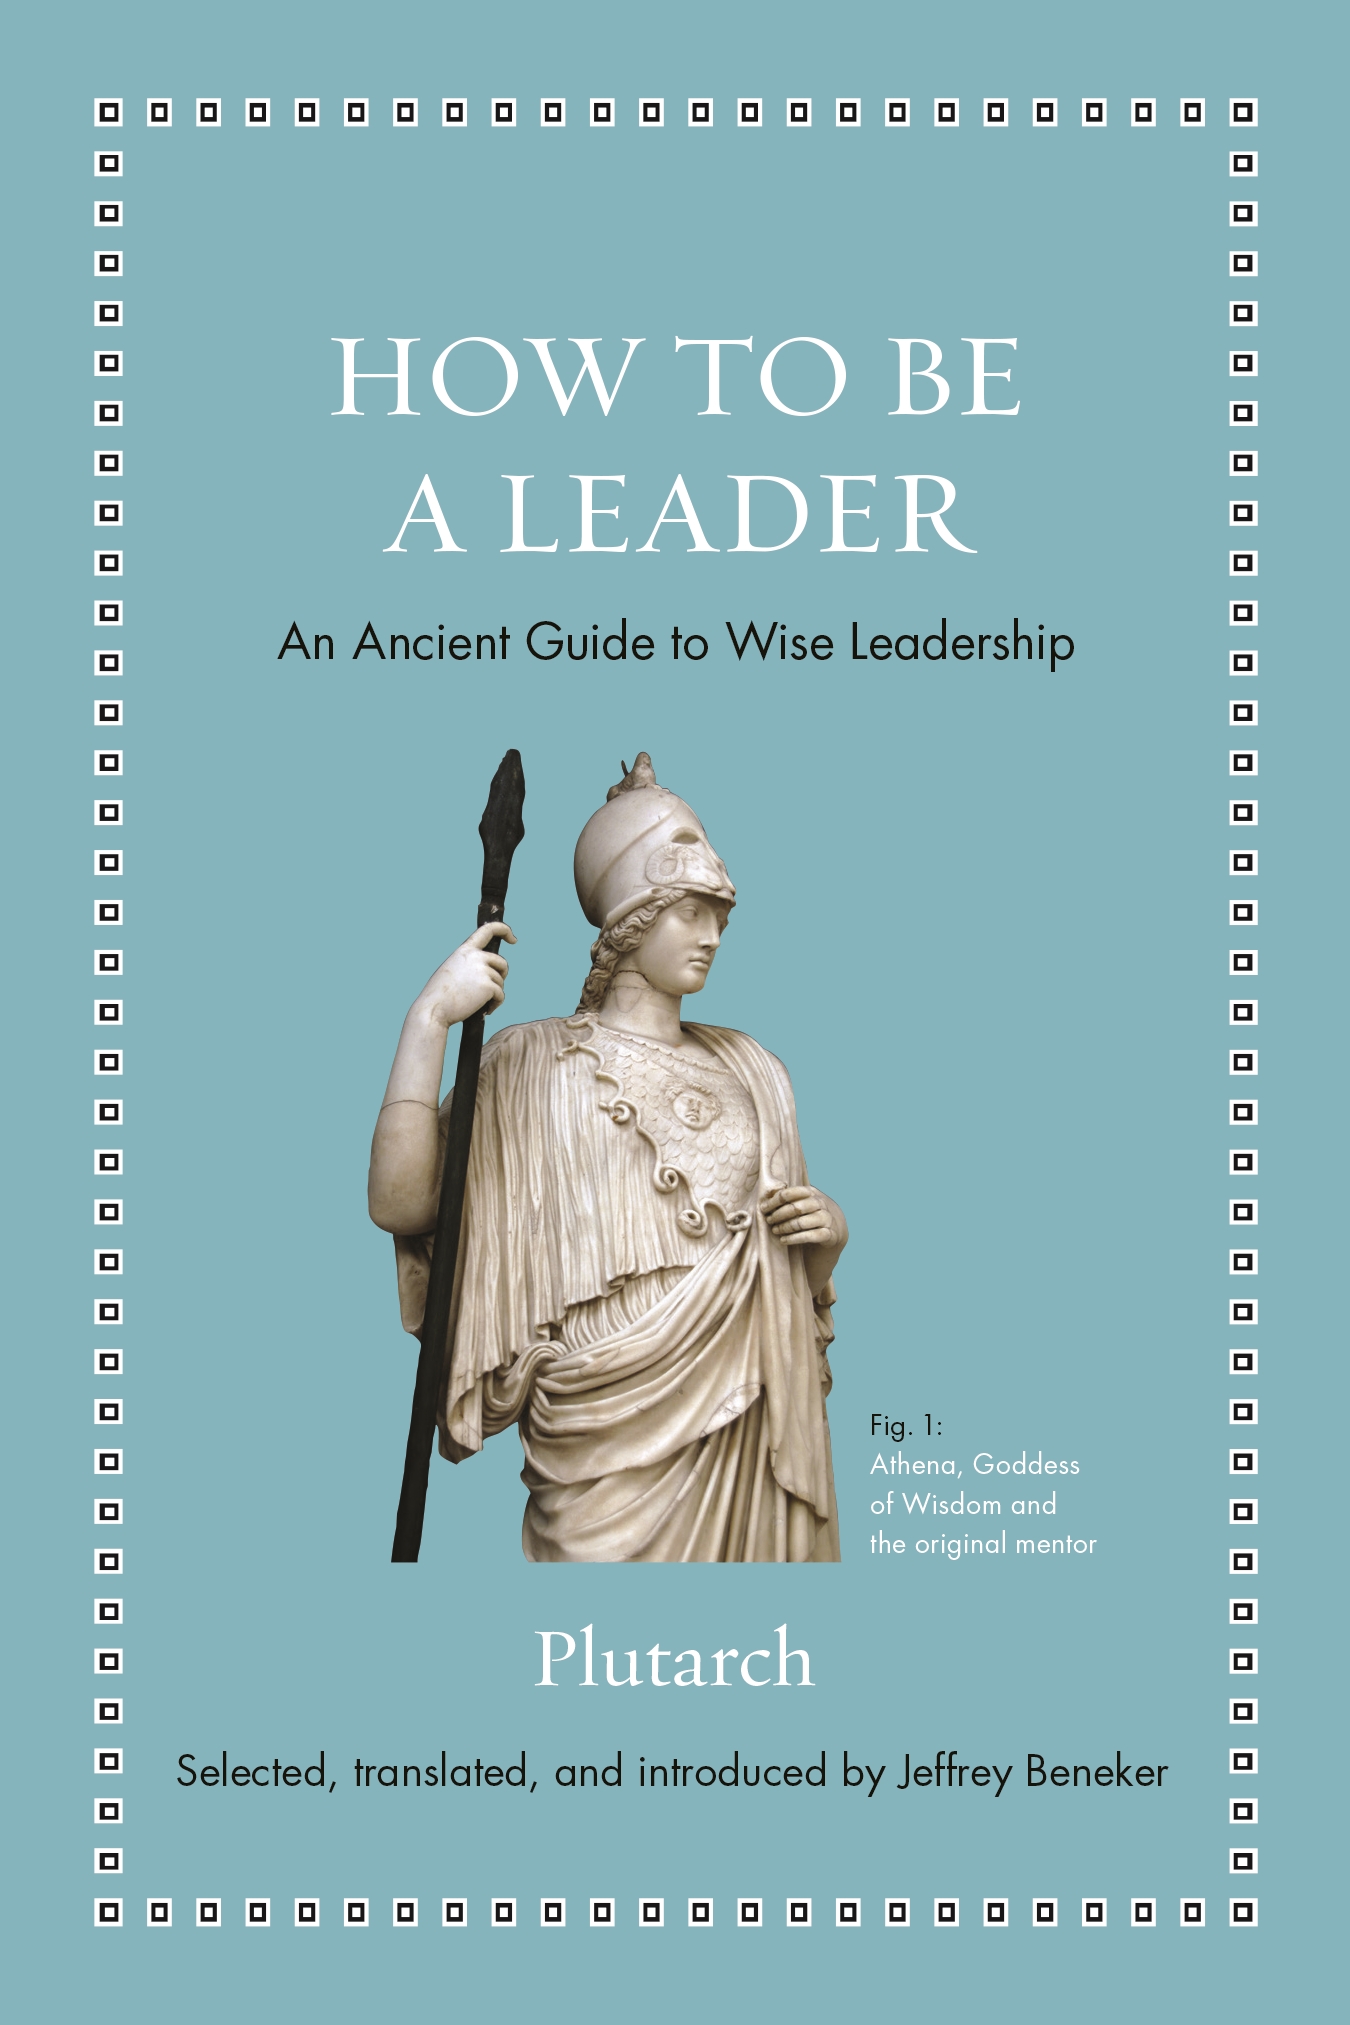 HOW TO BE
A LEADER
An Ancient Guide to Wise Leadership
Fig. 1:
Athena, Goddess
of Wisdom and
the original mentor
Plutarch
Selected, translated, and introduced by Jeffrey Beneker